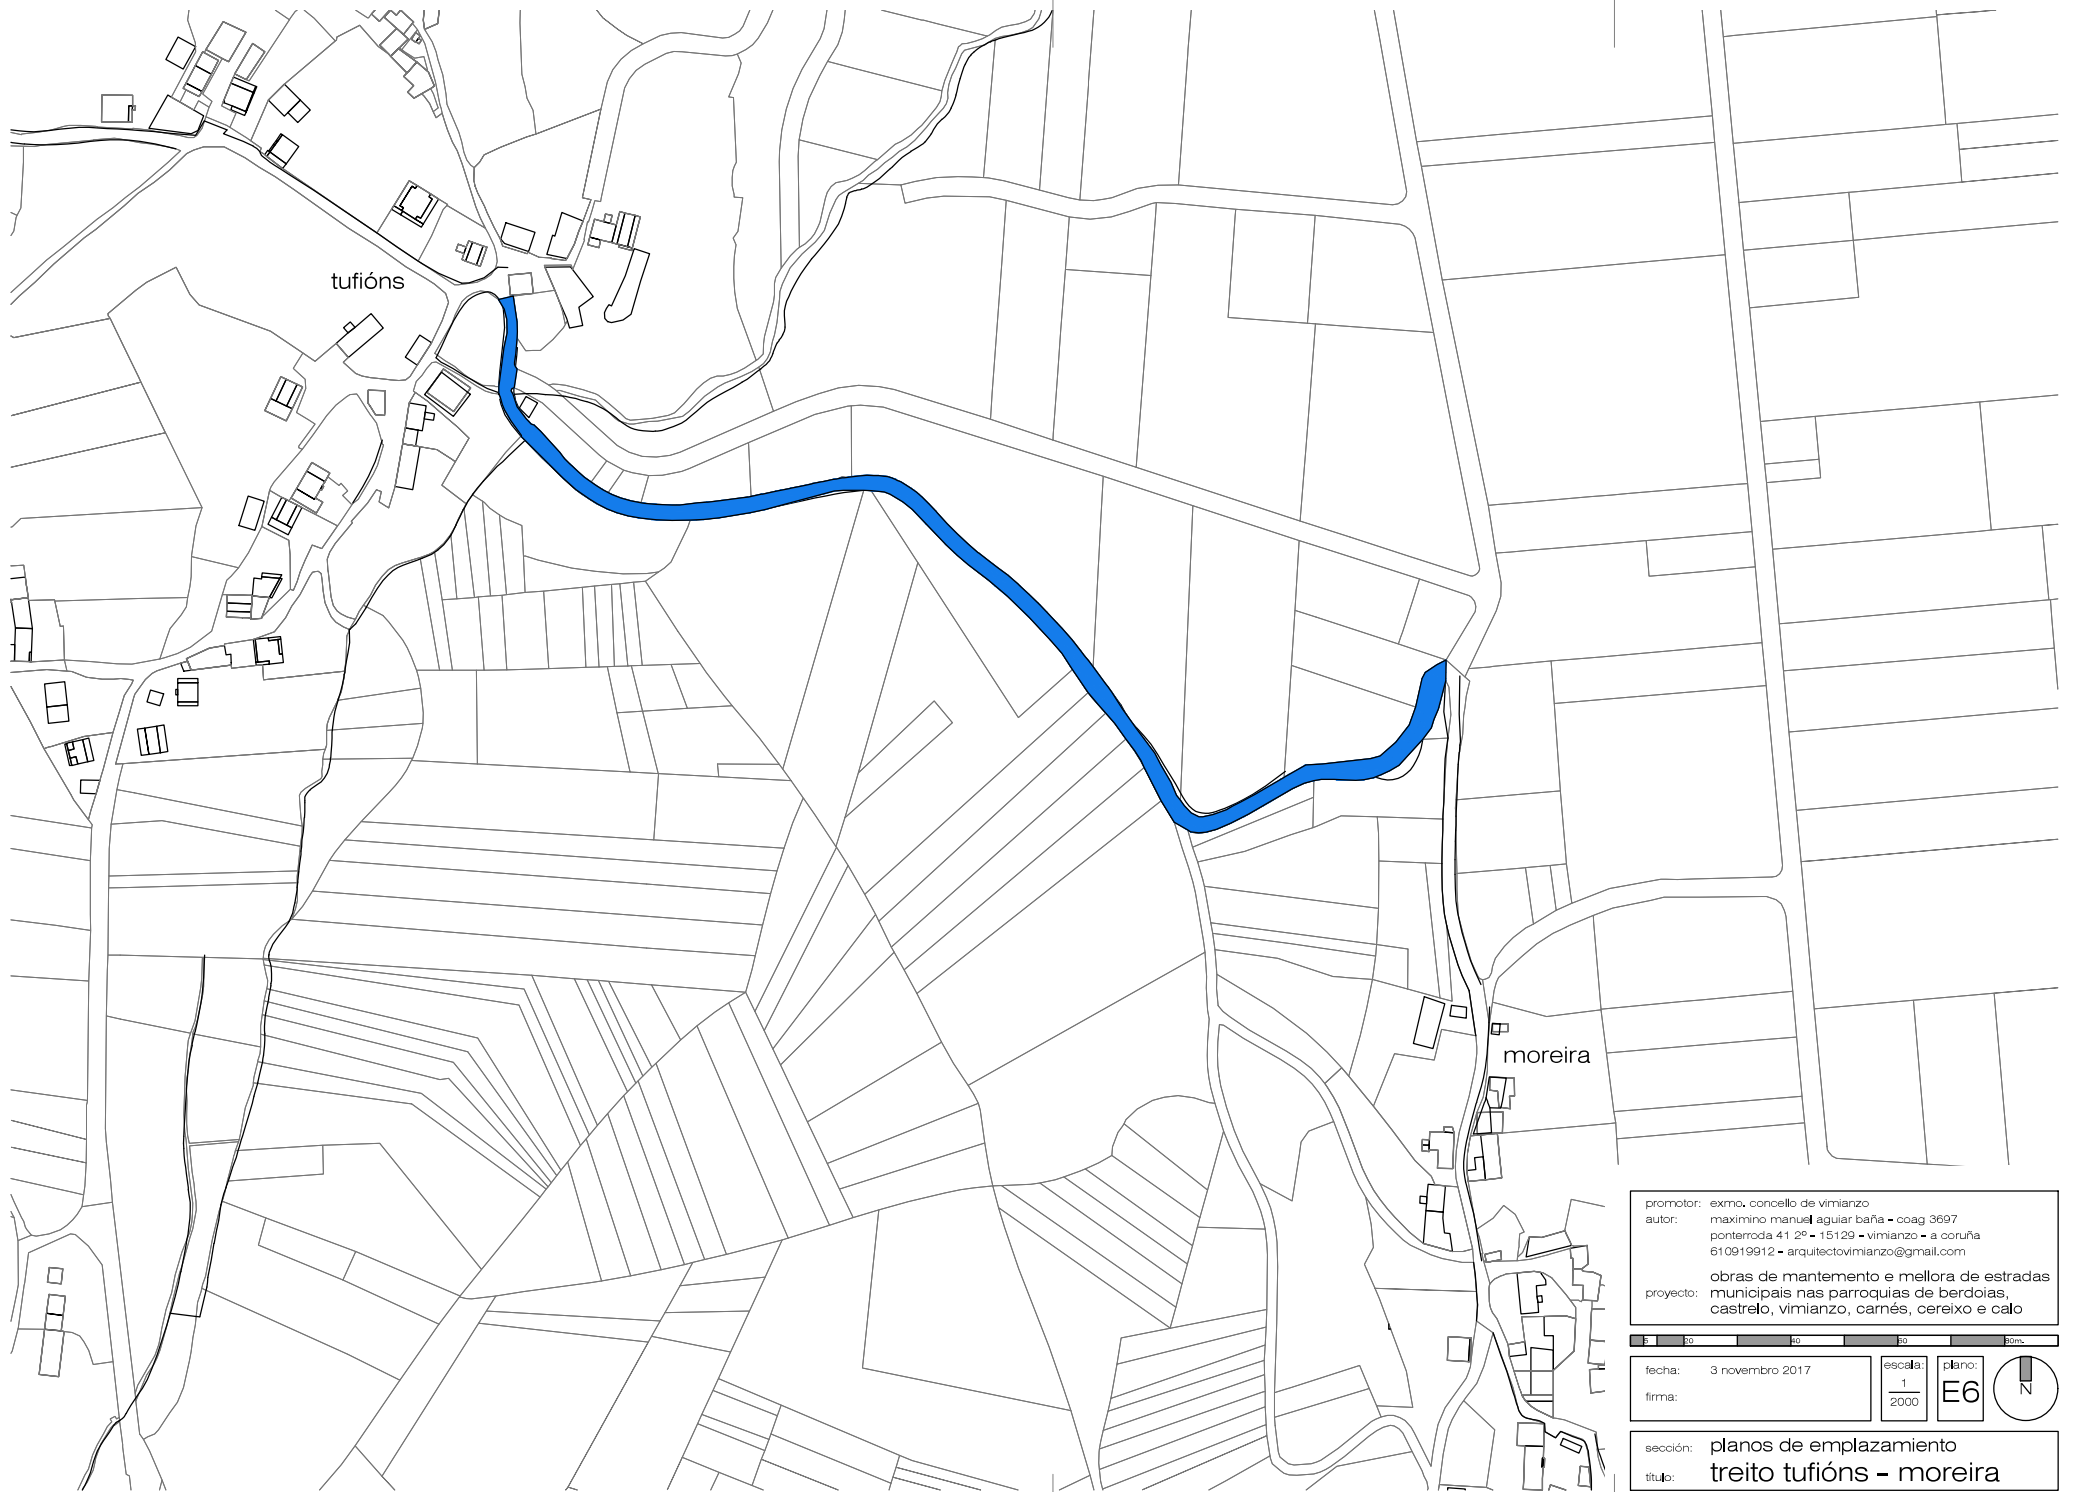 tufións
moreira
promotor: exmo. concello de vimianzo
autor: maximino manuel aguiar baña - coag 3697
ponterroda 41 2º - 15129 - vimianzo - a coruña
610919912 - arquitectovimianzo@gmail.com
proyecto: obras de mantemento e mellora de estradas
municipais nas parroquias de berdoias,
castrelo, vimianzo, carnés, cereixo e calo
5 20 40 60 80m.
fecha: 3 novembro 2017
firma:
escala:
1
2000
plano:
E6
N
sección: planos de emplazamiento
título: treito tufións - moreira